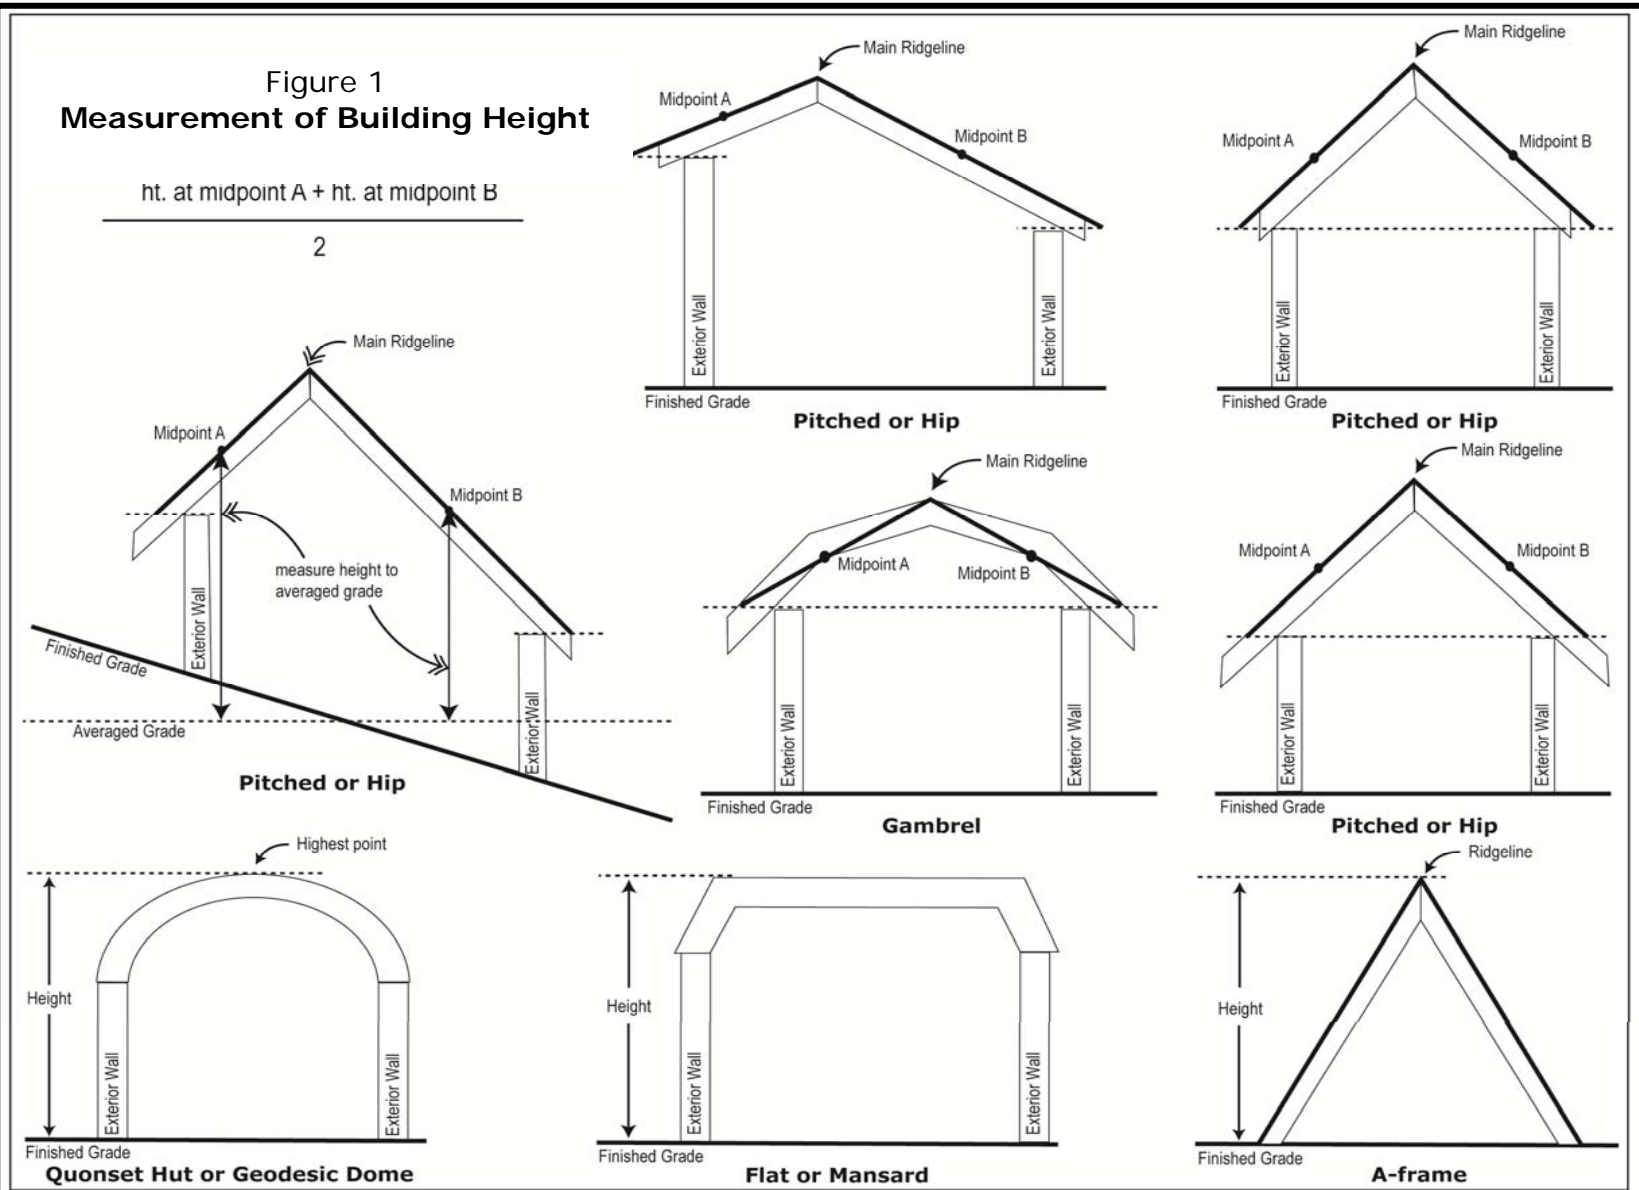 Figure 1
Measurement of Building Height
ht. at midpoint A + ht. at midpoint B
2
Main Ridgeline
Midpoint A
Midpoint B
Exterior Wall
Exterior Wall
Finished Grade
Pitched or Hip
Main Ridgeline
Midpoint A
Midpoint B
Exterior Wall
Exterior Wall
Finished Grade
Pitched or Hip
Main Ridgeline
Midpoint A
Midpoint B
measure height to
averaged grade
Exterior Wall
Finished Grade
Exterior Wall
Averaged Grade
Pitched or Hip
Main Ridgeline
Midpoint A
Midpoint B
Exterior Wall
Exterior Wall
Finished Grade
Gambrel
Main Ridgeline
Midpoint A
Midpoint B
Exterior Wall
Exterior Wall
Finished Grade
Pitched or Hip
Highest point
Height
Exterior Wall
Exterior Wall
Finished Grade
Quonset Hut or Geodesic Dome
Height
Exterior Wall
Exterior Wall
Finished Grade
Flat or Mansard
Ridgeline
Height
Finished Grade
A-frame